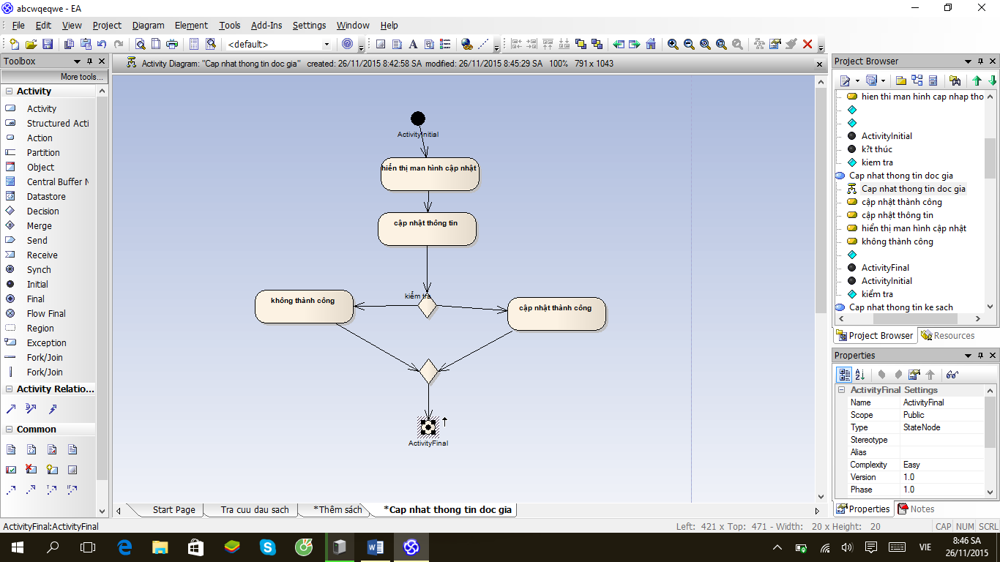 abcwqeqwe - EA
File Edit View Project Diagram Element Tools Add-Ins Settings Window Help
<default>
Toolbox
More tools...
Activity
Activity
Structured Acti
Action
Partition
Object
Central Buffer N
Datastore
Decision
Merge
Send
Receive
Synch
Initial
Final
Flow Final
Region
Exception
Fork/Join
Fork/Join
Activity Relatio...
Common
Activity Diagram: "Cap nhat thong tin doc gia" created: 26/11/2015 8:42:58 SA modified: 26/11/2015 8:45:29 SA 100% 791 x 1043
ActivityInitial
hiển thị man hình cập nhật
cập nhật thông tin
kiểm tra
không thành công
cập nhật thành công
ActivityFinal
Start Page
Tra cuu dau sach
*Thêm sách
*Cap nhat thong tin doc gia
Project Browser
hien thi man hinh cap nhap tho
ActivityInitial
k?t thúc
kiem tra
Cap nhat thong tin doc gia
Cap nhat thong tin doc gia
cập nhật thành công
cập nhật thông tin
hiển thị man hình cập nhật
không thành công
ActivityFinal
ActivityInitial
kiểm tra
Cap nhat thong tin ke sach
Project Browser Resources
Properties
ActivityFinal Settings
Name ActivityFinal
Scope Public
Type StateNode
Stereotype
Alias
Complexity Easy
Version 1.0
Phase 1.0
Properties Notes
ActivityFinal:ActivityFinal
Left: 421 x Top: 471 - Width: 20 x Height: 20
CAP NUM SCRL
VIE
8:46 SA
26/11/2015